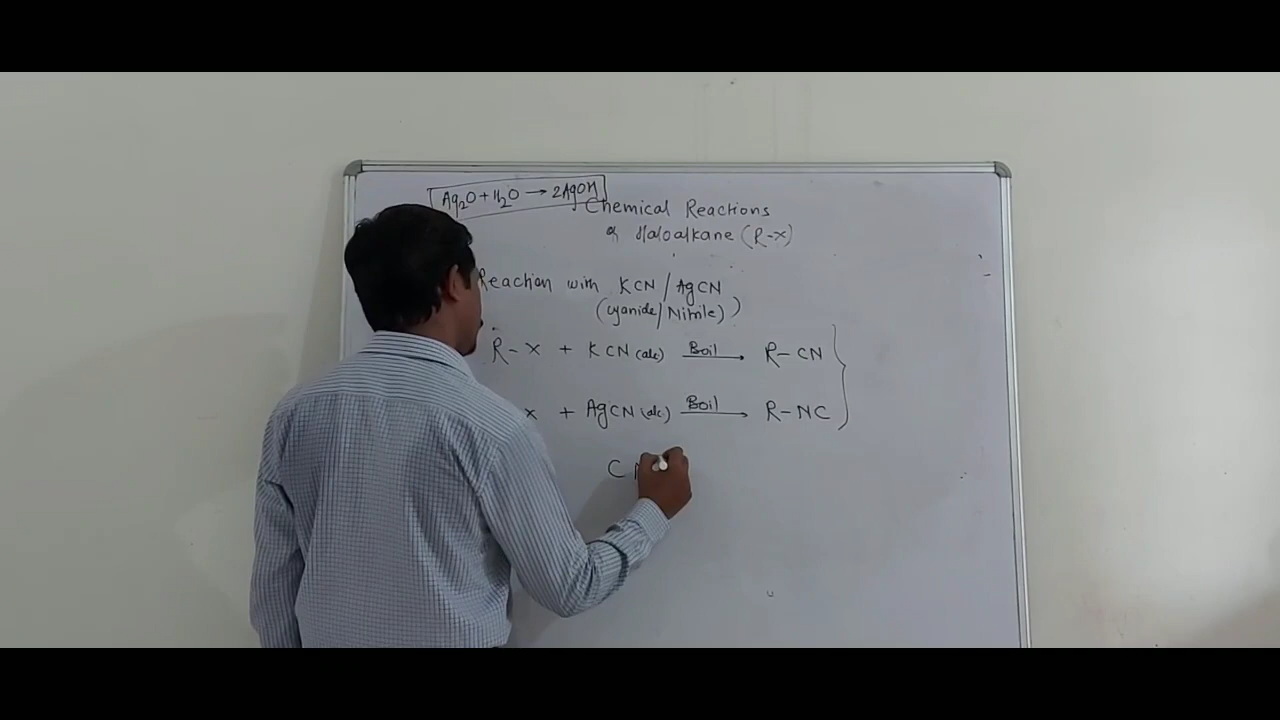 Ag2O + H2O → 2AgOH
Chemical Reactions
of Haloalkane (R-X)
Reaction with KCN / AgCN
(cyanide/Nitrile)
R - X + KCN (alc) Boil → R - CN
x + AgCN (alc.) Boil → R - NC
C N